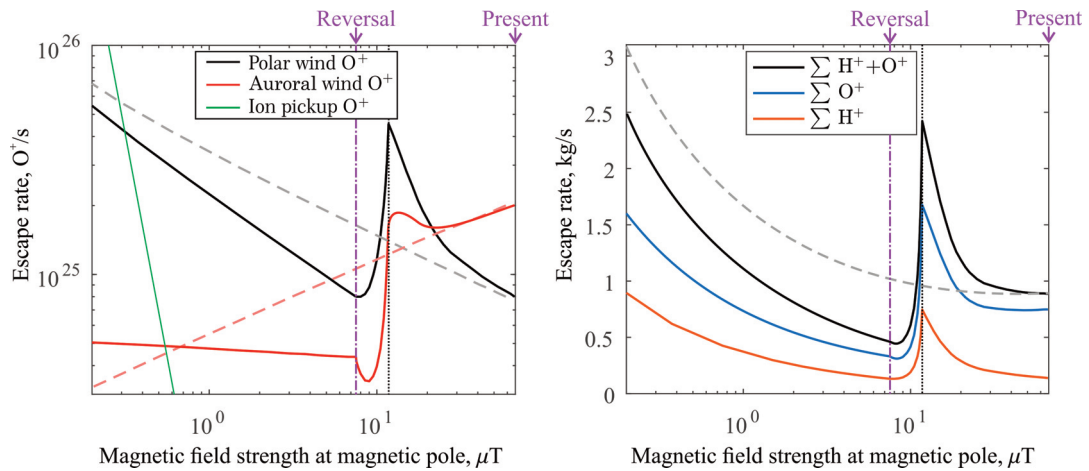 Reversal
Present
10^26
10^25
Escape rate, O^+/s
Polar wind O^+
Auroral wind O^+
Ion pickup O^+
10^0
10^1
Magnetic field strength at magnetic pole, μT
Reversal
Present
3
2.5
2
1.5
1
0.5
0
Escape rate, kg/s
∑ H^++O^+
∑ O^+
∑ H^+
10^0
10^1
Magnetic field strength at magnetic pole, μT